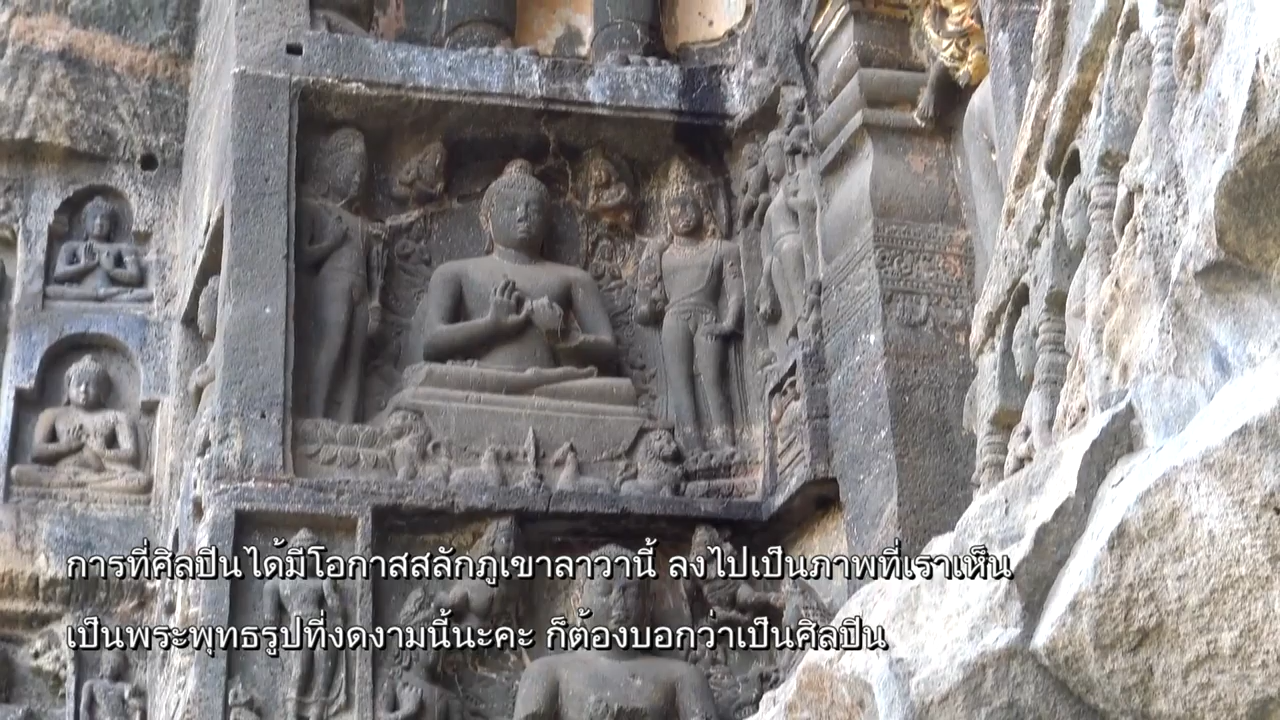 การที่ศิลปินได้มีโอกาสสลักภูเขาลาวานี้ ลงไปเป็นภาพที่เราเห็น
เป็นพระพุทธรูปที่งดงามนี้นะคะ ก็ต้องบอกว่าเป็นศิลปิน